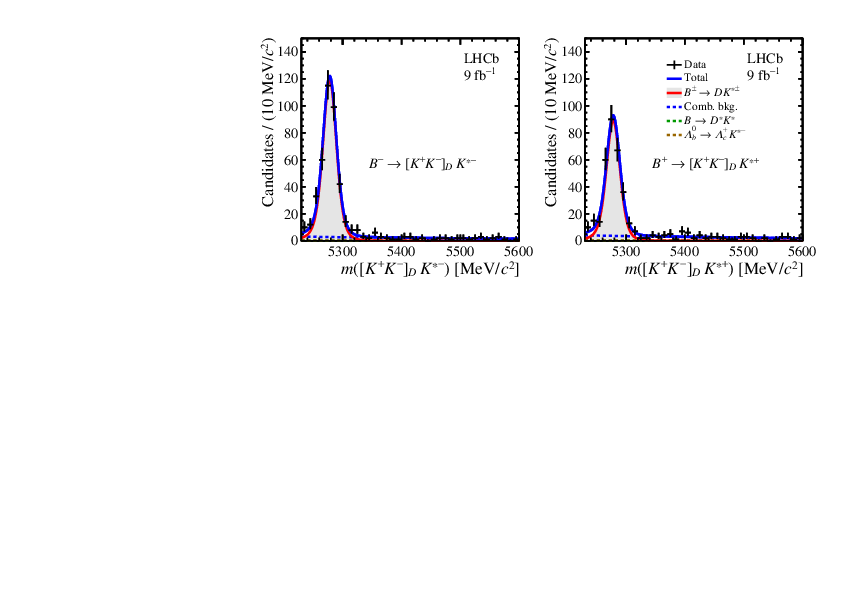 Candidates / (10 MeV/c²)
140
120
100
80
60
40
20
0
LHCb
9 fb⁻¹
B⁻ → [K⁺K⁻]_D K*⁻
5300 5400 5500 5600
m([K⁺K⁻]_D K*⁻) [MeV/c²]
Candidates / (10 MeV/c²)
140
120
100
80
60
40
20
0
LHCb
9 fb⁻¹
Data
Total
B± → DK*±
Comb. bkg.
B → D*K*
Λ_b⁰ → Λ_c⁺K*⁻
B⁺ → [K⁺K⁻]_D K*⁺
5300 5400 5500 5600
m([K⁺K⁻]_D K*⁺) [MeV/c²]